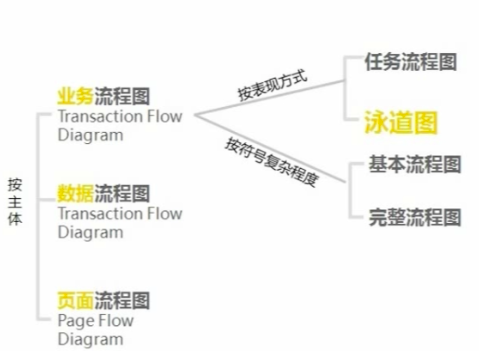 按主体
业务流程图
Transaction Flow
Diagram
数据流程图
Transaction Flow
Diagram
页面流程图
Page Flow
Diagram
按表现方式
任务流程图
泳道图
按符号复杂程度
基本流程图
完整流程图